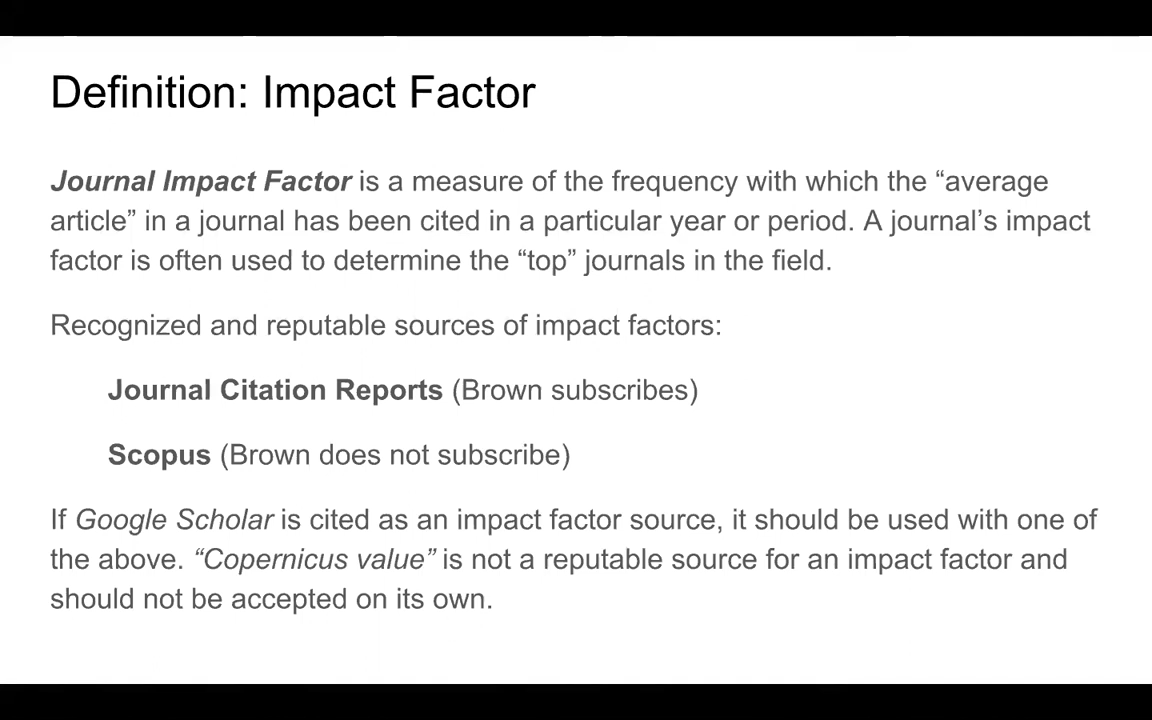 Definition: Impact Factor
Journal Impact Factor is a measure of the frequency with which the “average
article” in a journal has been cited in a particular year or period. A journal’s impact
factor is often used to determine the “top” journals in the field.
Recognized and reputable sources of impact factors:
Journal Citation Reports (Brown subscribes)
Scopus (Brown does not subscribe)
If Google Scholar is cited as an impact factor source, it should be used with one of
the above. “Copernicus value” is not a reputable source for an impact factor and
should not be accepted on its own.